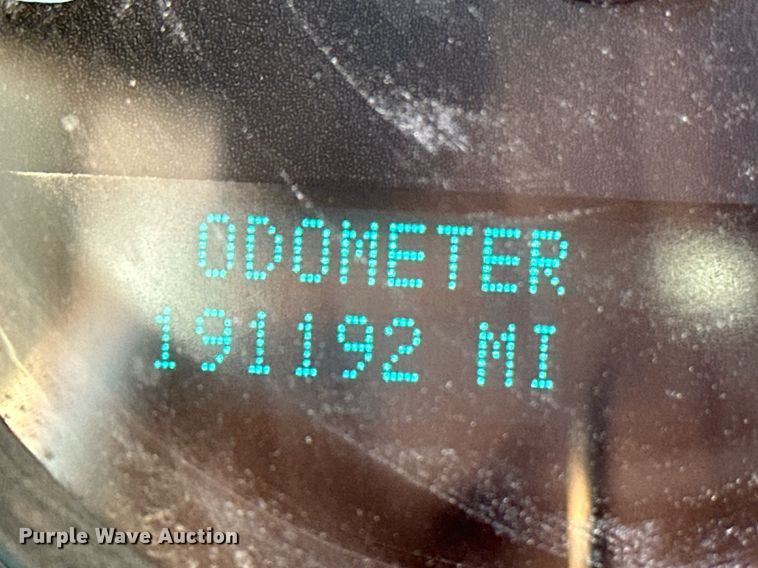 ODOMETER
191192 MI
Purple Wave Auction